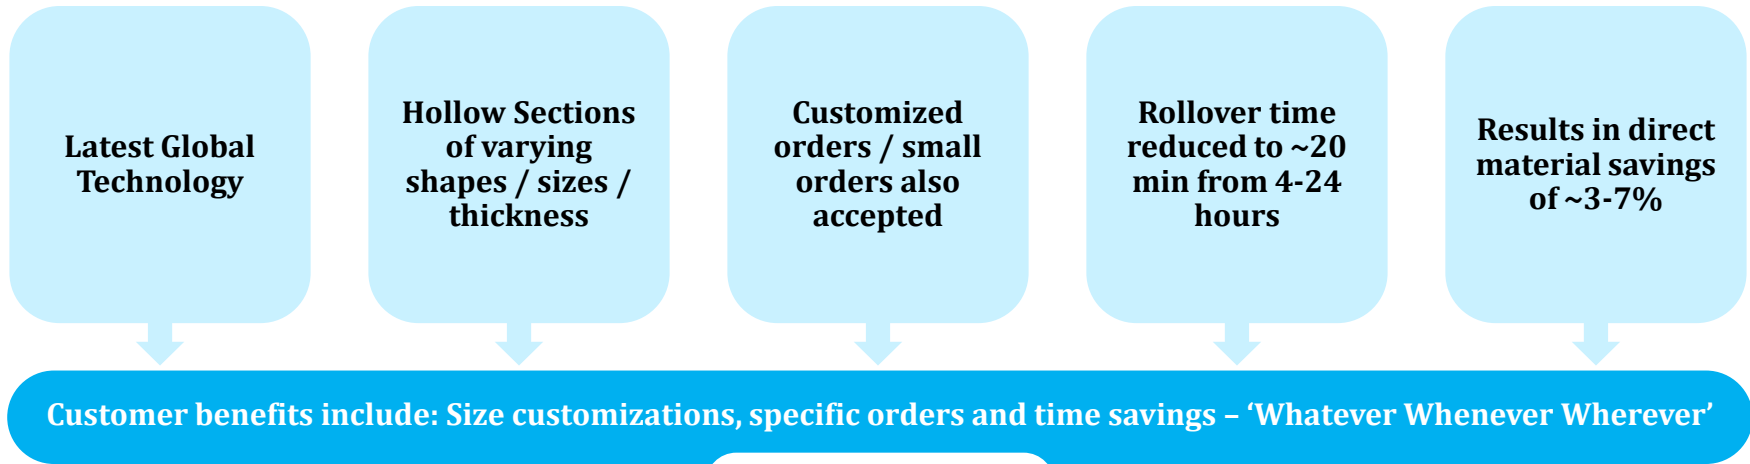 Latest Global
Technology
Hollow Sections
of varying
shapes / sizes /
thickness
Customized
orders / small
orders also
accepted
Rollover time
reduced to ~20
min from 4-24
hours
Results in direct
material savings
of ~3-7%
Customer benefits include: Size customizations, specific orders and time savings – ‘Whatever Whenever Wherever’